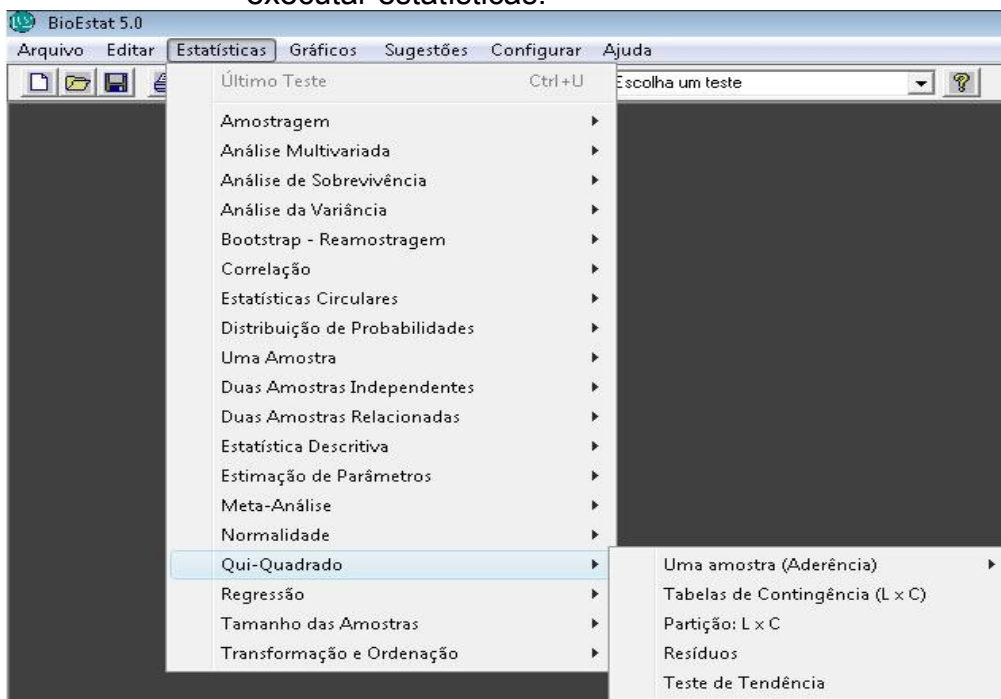 executar estatísticas.
BioEstat 5.0
Arquivo Editar Estatísticas Gráficos Sugestões Configurar Ajuda
Último Teste Ctrl+U
Escolha um teste
Amostragem
Análise Multivariada
Análise de Sobrevivência
Análise da Variância
Bootstrap - Reamostragem
Correlação
Estatísticas Circulares
Distribuição de Probabilidades
Uma Amostra
Duas Amostras Independentes
Duas Amostras Relacionadas
Estatística Descritiva
Estimação de Parâmetros
Meta-Análise
Normalidade
Qui-Quadrado
Regressão
Tamanho das Amostras
Transformação e Ordenação
Uma amostra (Aderência)
Tabelas de Contingência (L x C)
Partição: L x C
Resíduos
Teste de Tendência